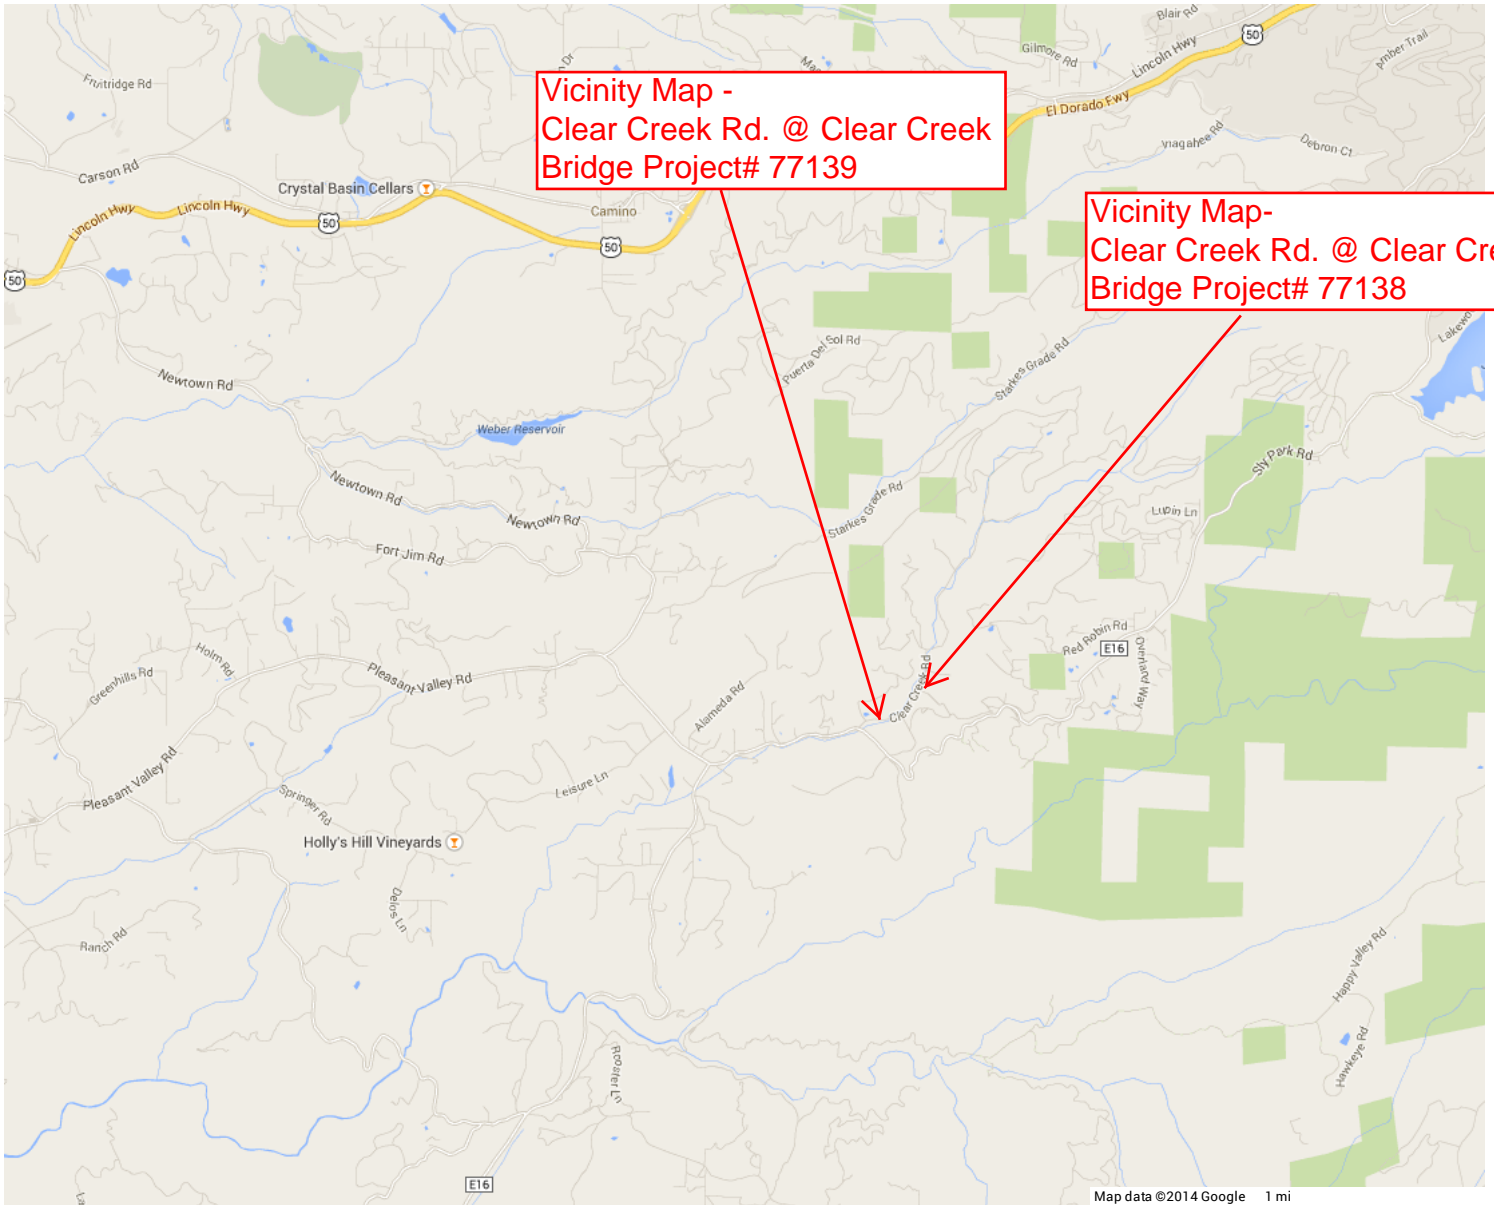 Blair Rd
50
Gilmore Rd
Lincoln Hwy
Amber Trail
Fruitridge Rd
Dr
Vicinity Map -
Clear Creek Rd. @ Clear Creek
Bridge Project# 77139
El Dorado Fwy
Debron Ct
Carson Rd
Crystal Basin Cellars
Camino
Lincoln Hwy
Lincoln Hwy
50
50
50
Vicinity Map-
Clear Creek Rd. @ Clear Cre
Bridge Project# 77138
Lakewo
Puerta Del Sol Rd
Starkes Grade Rd
Newtown Rd
Weber Reservoir
Sly Park Rd
Newtown Rd
Starkes Grade Rd
Newtown Rd
Lupin Ln
Fort Jim Rd
Red Robin Rd
E16
Overland Way
Holm Rd
Greenhills Rd
Pleasant Valley Rd
Clear Creek Rd
Alameda Rd
Pleasant Valley Rd
Springer Rd
Leisure Ln
Holly's Hill Vineyards
Delos Ln
Ranch Rd
Happy Valley Rd
Hawkeye Rd
Rooster Ln
E16
Map data ©2014 Google 1 mi